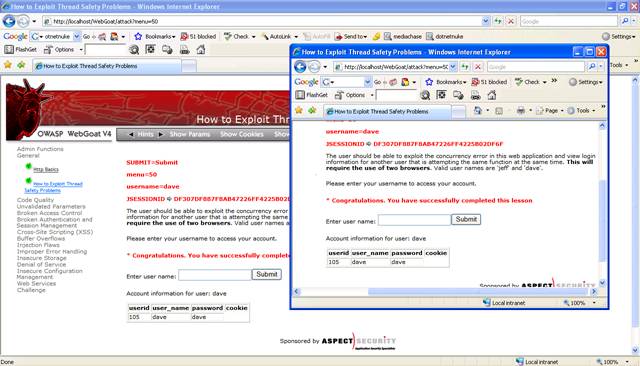 How to Exploit Thread Safety Problems - Windows Internet Explorer
http://localhost/WebGoat/attack?menu=50
Google
Google
otnetnuke
Go
Bookmarks
51 blocked
Check
AutoLink
AutoFill
Send to
mediachase
dotnetnuke
Settings
FlashGet
Options
How to Exploit Thread Safety Problems
Tools
OWASP WebGoat V4
How to Exploit Thr
Hints
Show Params
Show Cookies
Admin Functions
General
Http Basics
How to Exploit Thread
Safety Problems
Code Quality
Unvalidated Parameters
Broken Access Control
Broken Authentication and
Session Management
Cross-Site Scripting (XSS)
Buffer Overflows
Injection Flaws
Improper Error Handling
Insecure Storage
Denial of Service
Insecure Configuration
Management
Web Services
Challenge
SUBMIT=Submit
menu=50
username=dave
The user should be able to exploit the concurrency error
information for another user that is attempting the same
require the use of two browsers. Valid user names are
Please enter your username to access your account.
* Congratulations. You have successfully complete
Enter user name:
Submit
Account information for user: dave
userid user_name password cookie
105 dave dave
Sponsored by ASPECT SECURITY
Application Security Specialists
Done
Local intranet
100%
How to Exploit Thread Safety Problems - Windows Internet Explorer
http://localhost/WebGoat/attack?menu=50
Google
Google
Go
Bookmarks
51 blocked
Check
Settings
FlashGet
Options
How to Exploit Thread Safety Problems
Page
Tools
username=dave
The user should be able to exploit the concurrency error in this web application and view login
information for another user that is attempting the same function at the same time. This will
require the use of two browsers. Valid user names are 'jeff' and 'dave'.
Please enter your username to access your account.
* Congratulations. You have successfully completed this lesson
Enter user name:
Submit
Account information for user: dave
userid user_name password cookie
105 dave dave
Sponsored by ASPECT SECURITY
Local intranet
100%